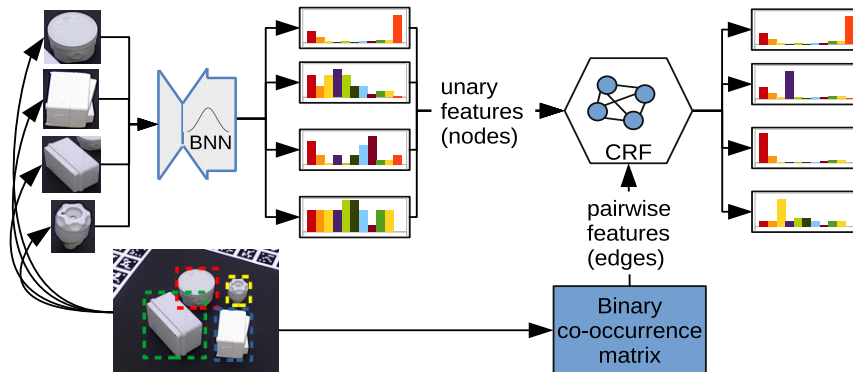 BNN
unary
features
(nodes)
CRF
pairwise
features
(edges)
Binary
co-occurrence
matrix